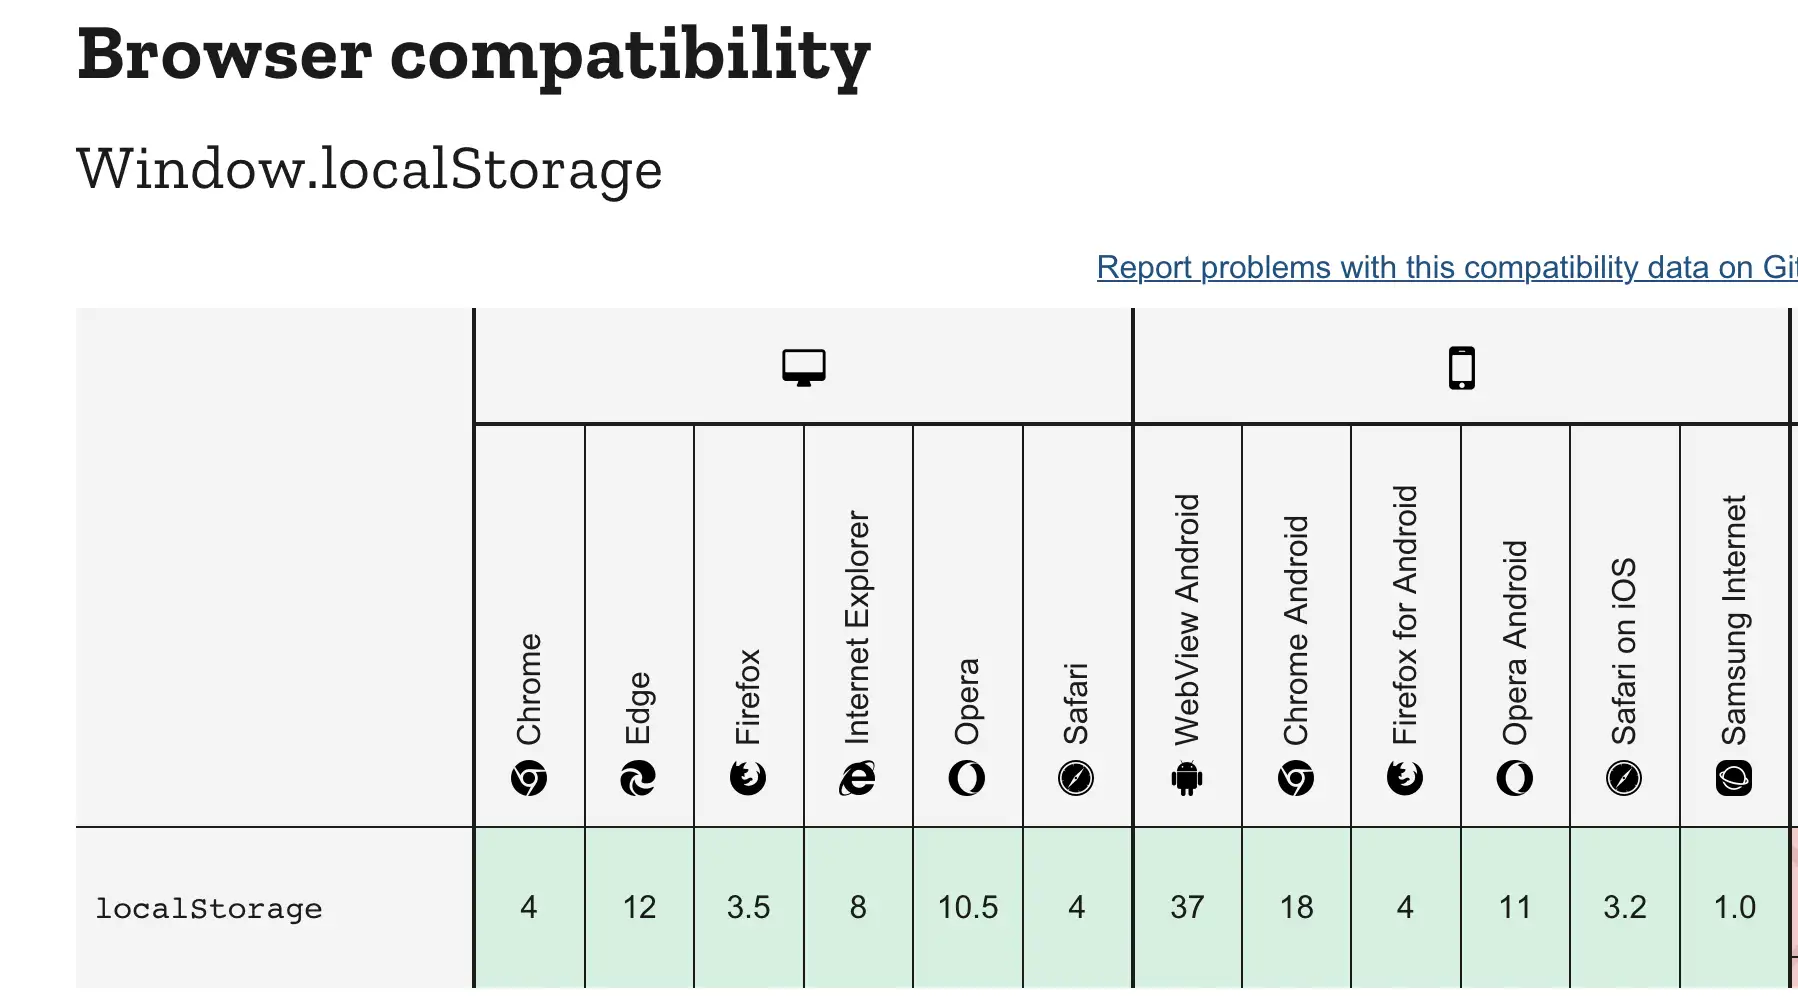 Browser compatibility
Window.localStorage
Report problems with this compatibility data on Git
Chrome
Edge
Firefox
Internet Explorer
Opera
Safari
WebView Android
Chrome Android
Firefox for Android
Opera Android
Safari on iOS
Samsung Internet
localStorage 4 12 3.5 8 10.5 4 37 18 4 11 3.2 1.0